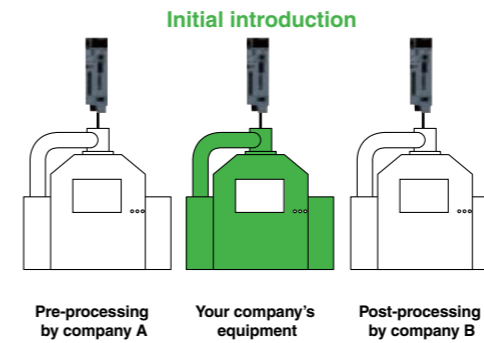 Initial introduction
Pre-processing
by company A
Your company's
equipment
Post-processing
by company B